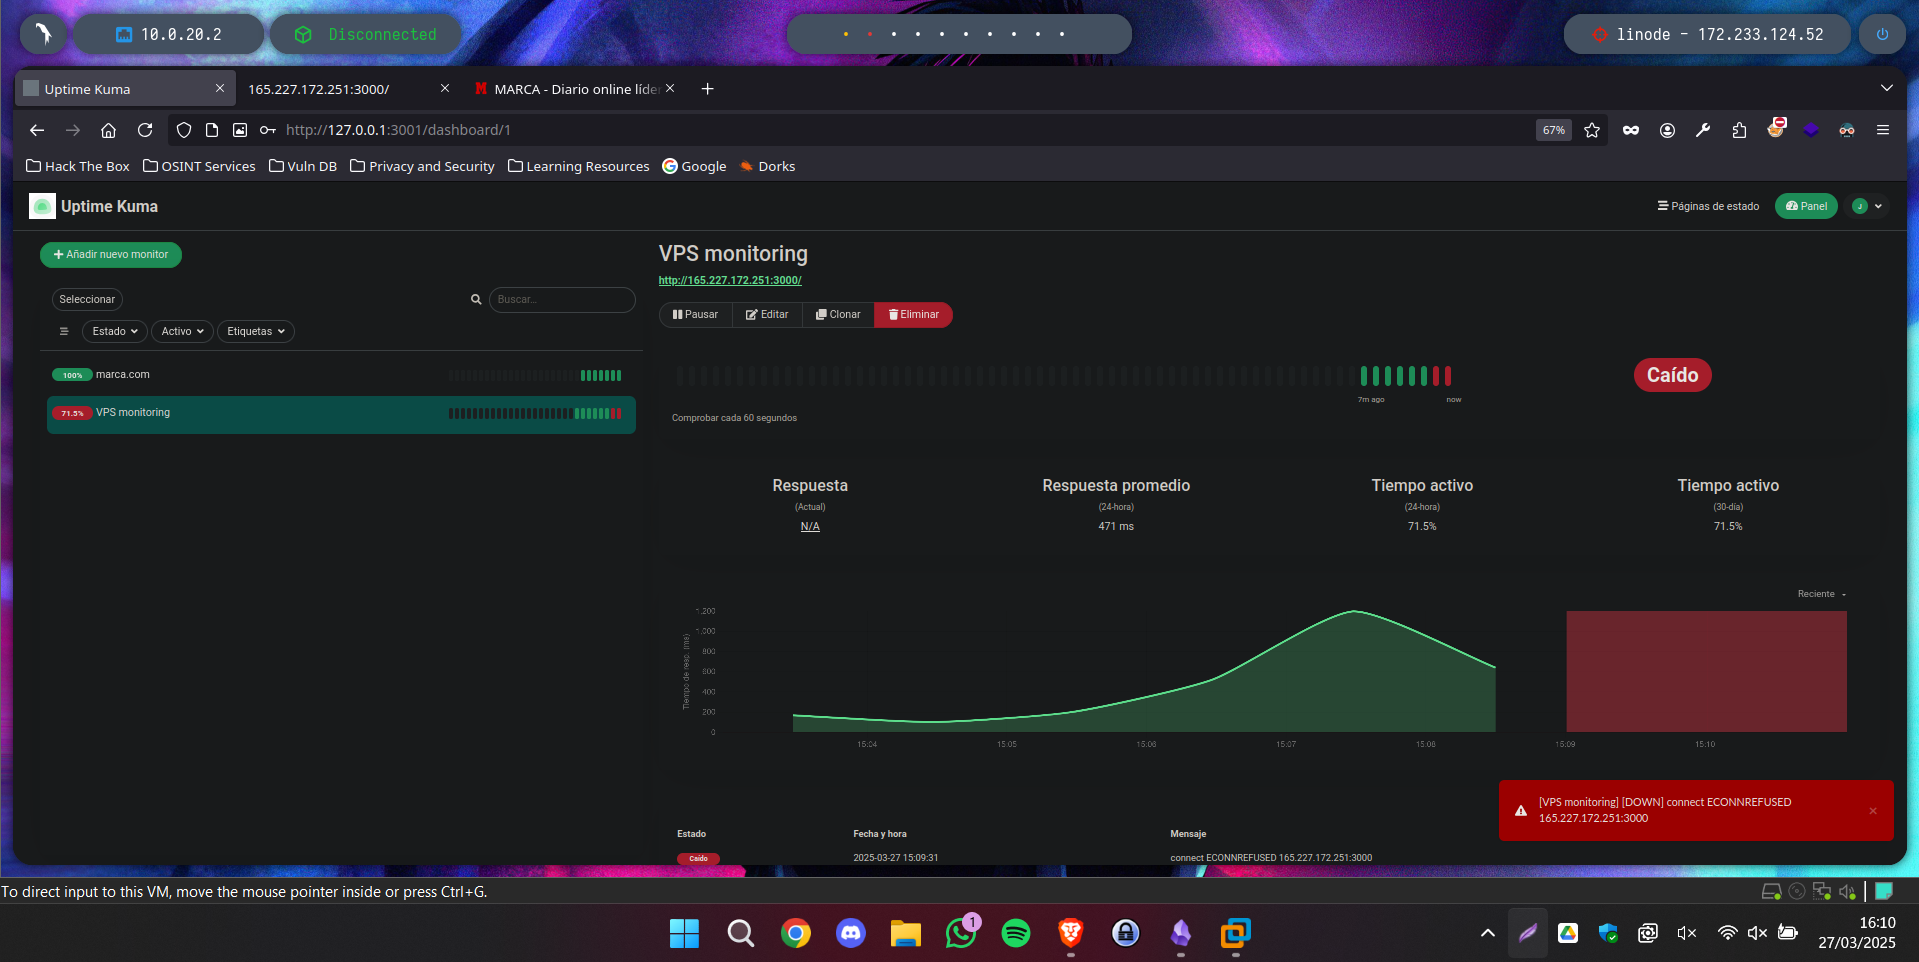 10.0.20.2
Disconnected
linode - 172.233.124.52
Uptime Kuma
165.227.172.251:3000/
MARCA - Diario online líde
http://127.0.0.1:3001/dashboard/1
67%
Hack The Box
OSINT Services
Vuln DB
Privacy and Security
Learning Resources
Google
Dorks
Uptime Kuma
Páginas de estado
Panel
J
Añadir nuevo monitor
Seleccionar
Buscar...
Estado
Activo
Etiquetas
100% marca.com
71.5% VPS monitoring
VPS monitoring
http://165.227.172.251:3000/
Pausar
Editar
Clonar
Eliminar
7m ago
now
Caído
Comprobar cada 60 segundos
Respuesta
(Actual)
N/A
Respuesta promedio
(24-hora)
471 ms
Tiempo activo
(24-hora)
71.5%
Tiempo activo
(30-día)
71.5%
Reciente
Tiempo de resp. (ms)
1,200
1,000
800
600
400
200
0
15:04
15:05
15:06
15:07
15:08
15:09
15:10
[VPS monitoring] [DOWN] connect ECONNREFUSED
165.227.172.251:3000
Estado
Fecha y hora
Mensaje
Caído
2025-03-27 15:09:31
connect ECONNREFUSED 165.227.172.251:3000
To direct input to this VM, move the mouse pointer inside or press Ctrl+G.
1
16:10
27/03/2025